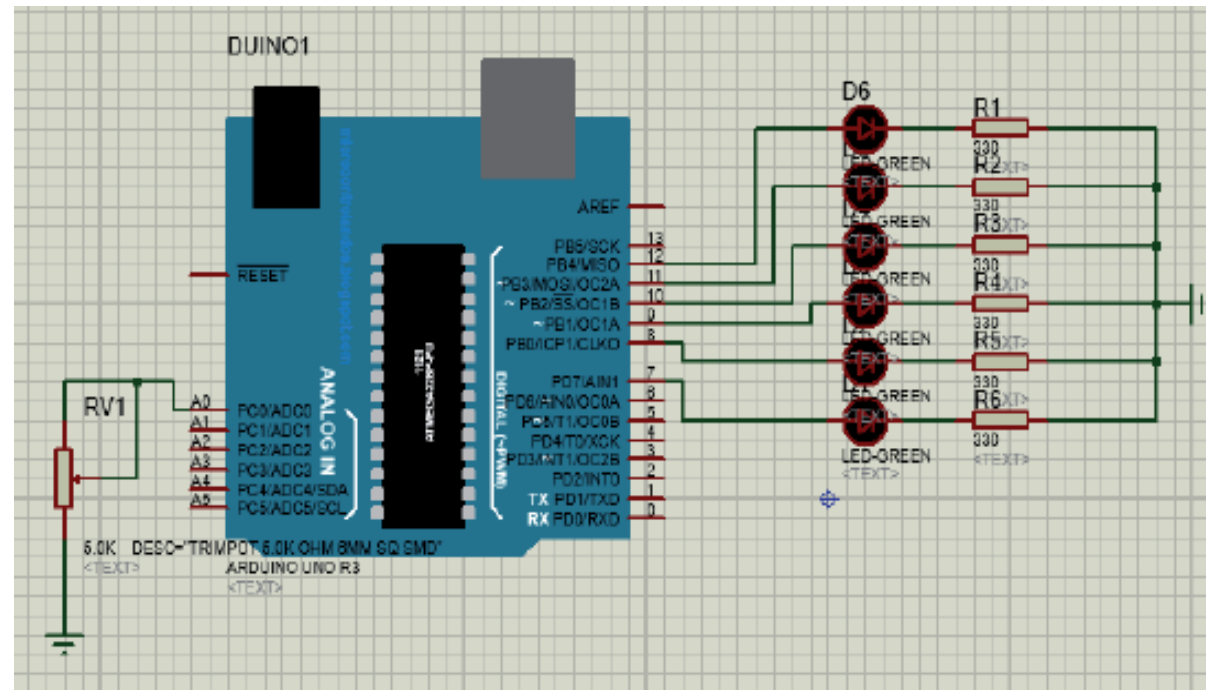 DUINO1
D6
R1
330
LED-GREEN
R2
<TEXT>
330
LED-GREEN
R3
330
LED-GREEN
R4
<TEXT>
330
LED-GREEN
R5
<TEXT>
330
R6
LED-GREEN
<TEXT>
330
<TEXT>
AREF
PB5/SCK 13
PB4/MISO 12
~PB3/MOSI/OC2A 11
~ PB2/SS/OC1B 10
~PB1/OC1A 9
PB0/ICP1/CLKO 8
PD7/AIN1 7
PD6/AIN0/OC0A 6
PD5/T1/OC0B 5
PD4/T0/XCK 4
PD3/INT1/OC2B 3
PD2/INT0 2
TX PD1/TXD 1
RX PD0/RXD 0
DIGITAL (~PWM)
RESET
ANALOG IN
RV1
A0 PC0/ADC0
A1 PC1/ADC1
A2 PC2/ADC2
A3 PC3/ADC3
A4 PC4/ADC4/SDA
A5 PC5/ADC5/SCL
5.0K DESC="TRIMPOT 5.0K OHM 6MM SQ SMD"
<TEXT>
ARDUINO UNO R3
<TEXT>